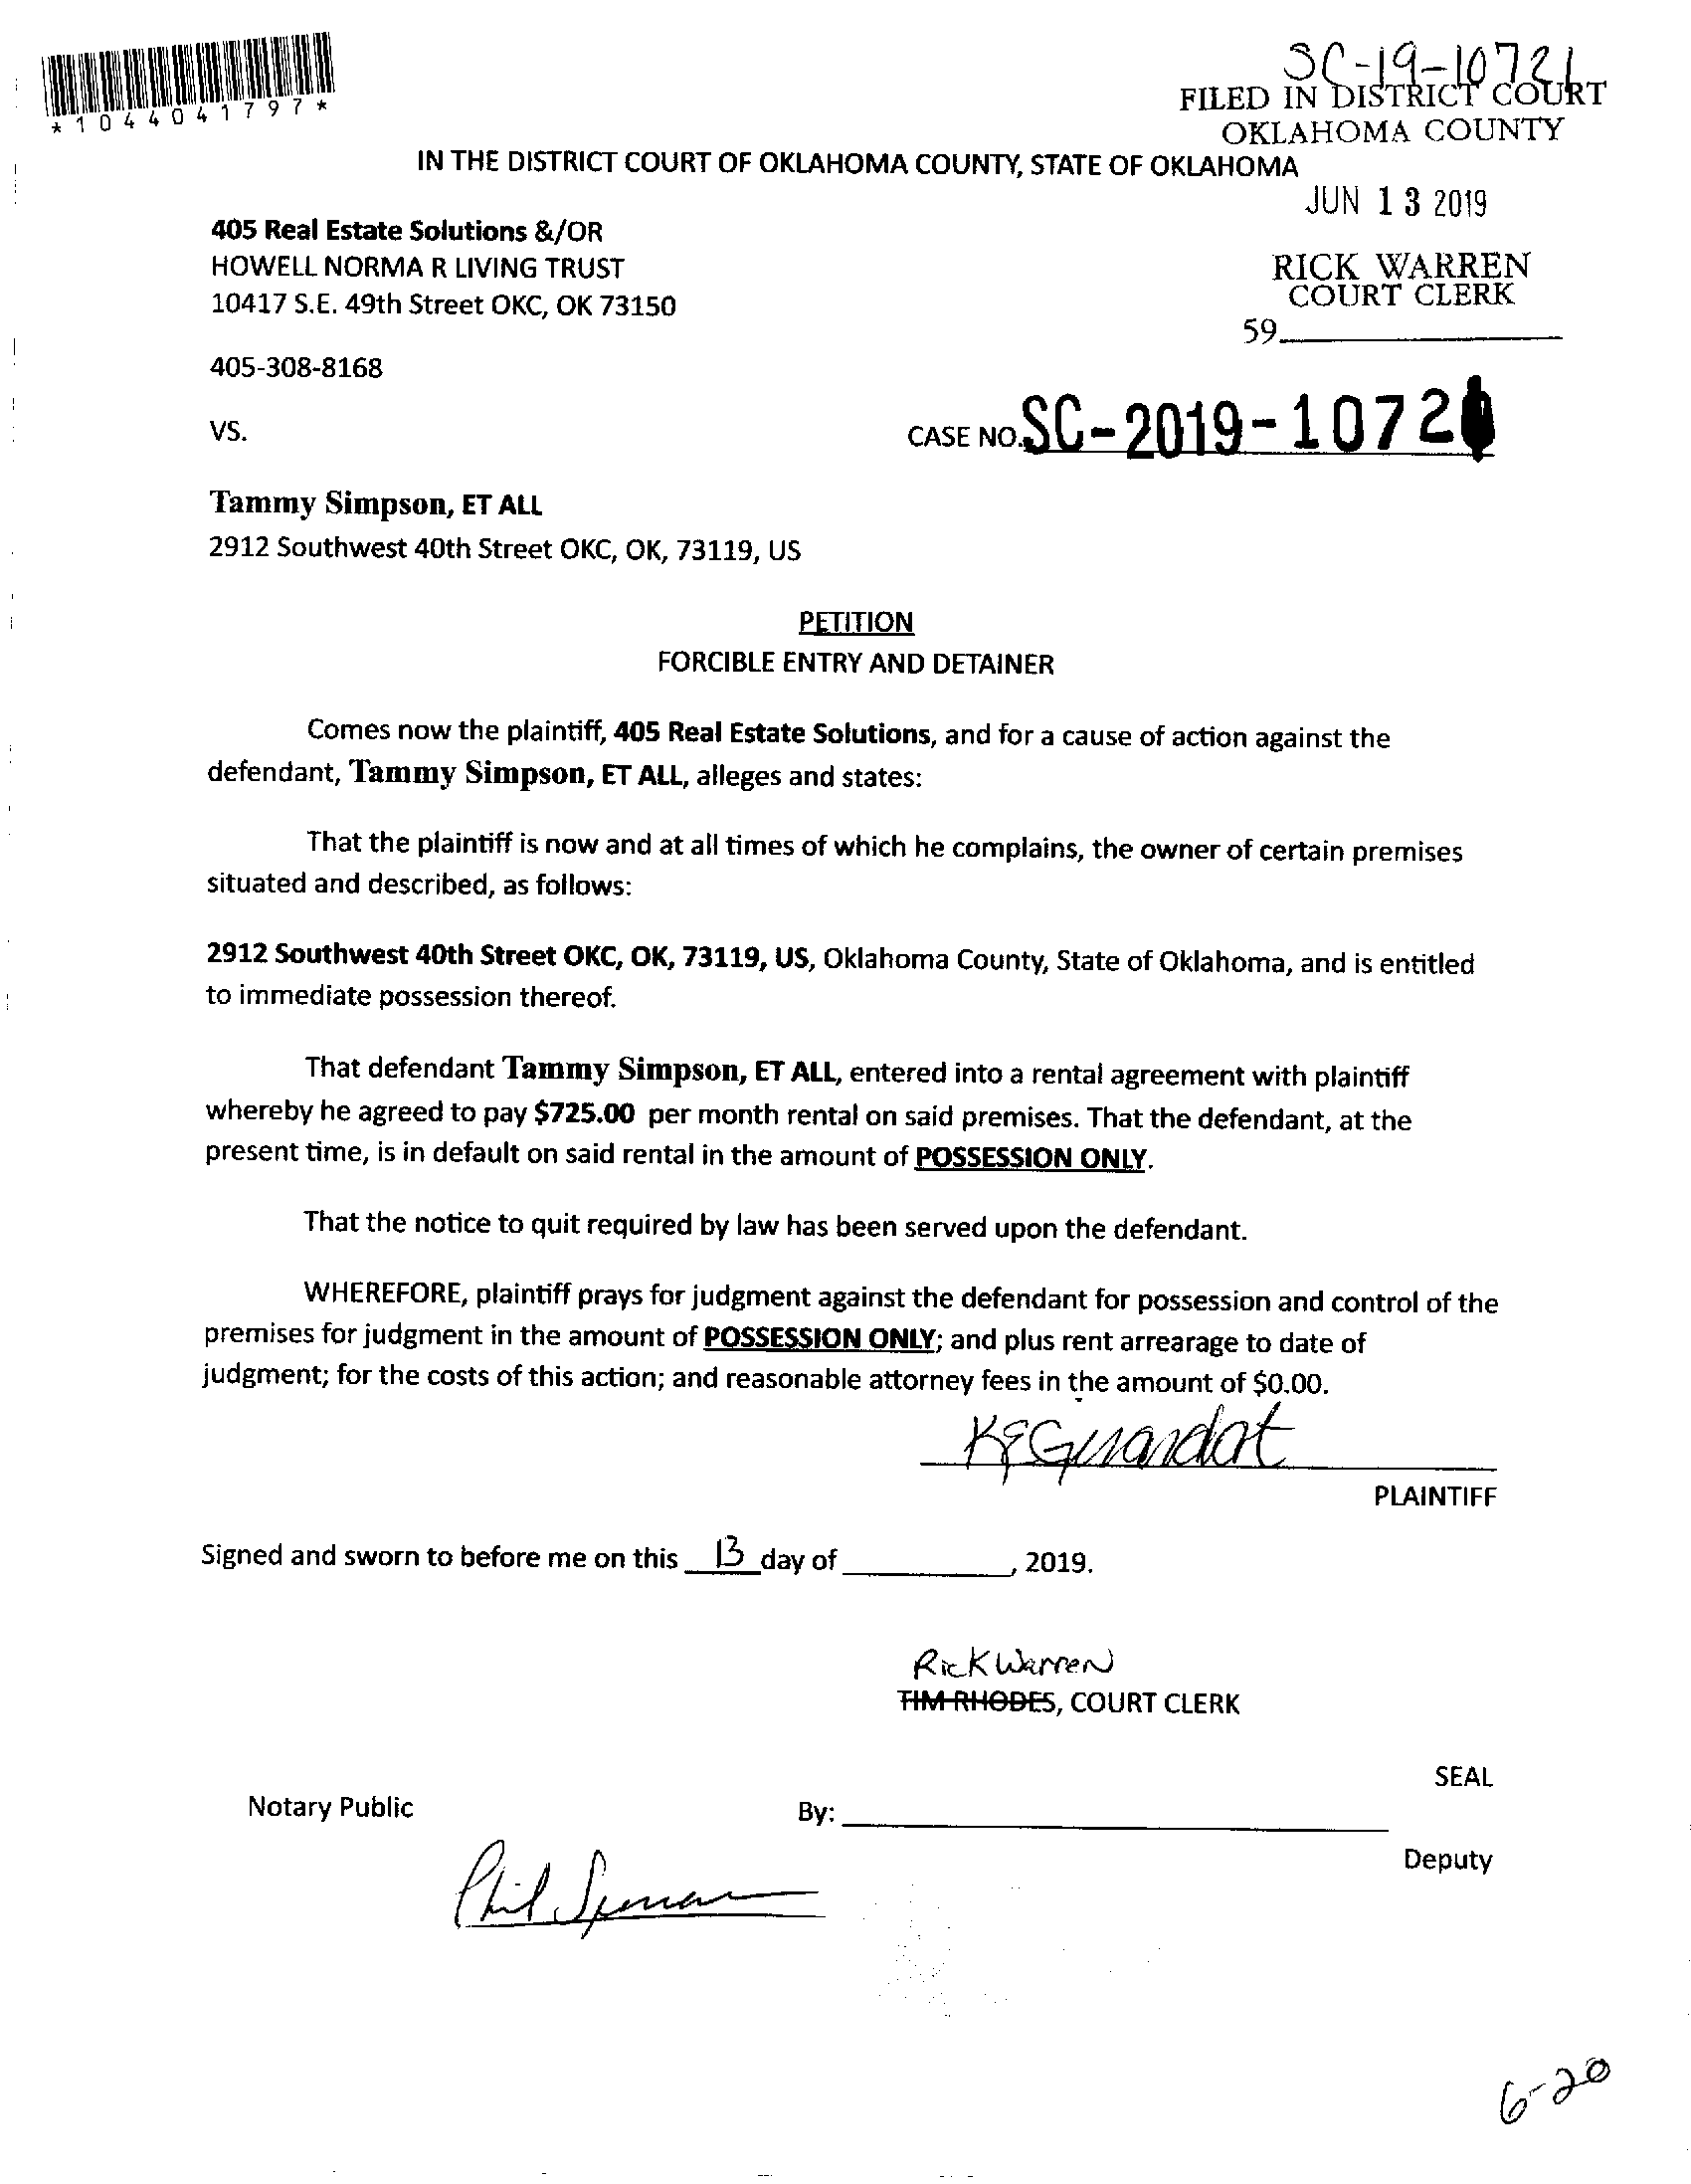 SC-19-10721
FILED IN DISTRICT COURT
OKLAHOMA COUNTY
*1044041797*
IN THE DISTRICT COURT OF OKLAHOMA COUNTY, STATE OF OKLAHOMA
JUN 13 2019
405 Real Estate Solutions &/OR
HOWELL NORMA R LIVING TRUST
10417 S.E. 49th Street OKC, OK 73150
RICK WARREN
COURT CLERK
59
405-308-8168
VS.
CASE NO. SC-2019-10721
Tammy Simpson, ET ALL
2912 Southwest 40th Street OKC, OK, 73119, US
PETITION
FORCIBLE ENTRY AND DETAINER
Comes now the plaintiff, 405 Real Estate Solutions, and for a cause of action against the
defendant, Tammy Simpson, ET ALL, alleges and states:
That the plaintiff is now and at all times of which he complains, the owner of certain premises
situated and described, as follows:
2912 Southwest 40th Street OKC, OK, 73119, US, Oklahoma County, State of Oklahoma, and is entitled
to immediate possession thereof.
That defendant Tammy Simpson, ET ALL, entered into a rental agreement with plaintiff
whereby he agreed to pay $725.00 per month rental on said premises. That the defendant, at the
present time, is in default on said rental in the amount of POSSESSION ONLY.
That the notice to quit required by law has been served upon the defendant.
WHEREFORE, plaintiff prays for judgment against the defendant for possession and control of the
premises for judgment in the amount of POSSESSION ONLY; and plus rent arrearage to date of
judgment; for the costs of this action; and reasonable attorney fees in the amount of $0.00.
PLAINTIFF
Signed and sworn to before me on this 13 day of ____________, 2019.
Rick Warren
TIM RHODES, COURT CLERK
SEAL
Notary Public
By:
Deputy
Phil
6-20